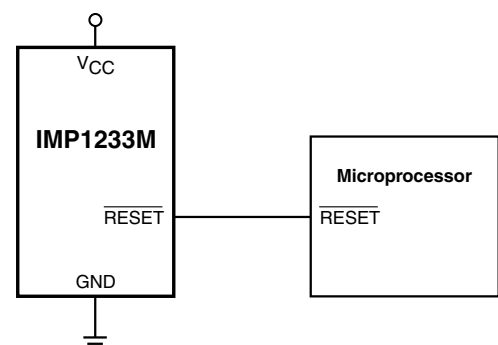 VCC
IMP1233M
Microprocessor
RESET RESET
GND